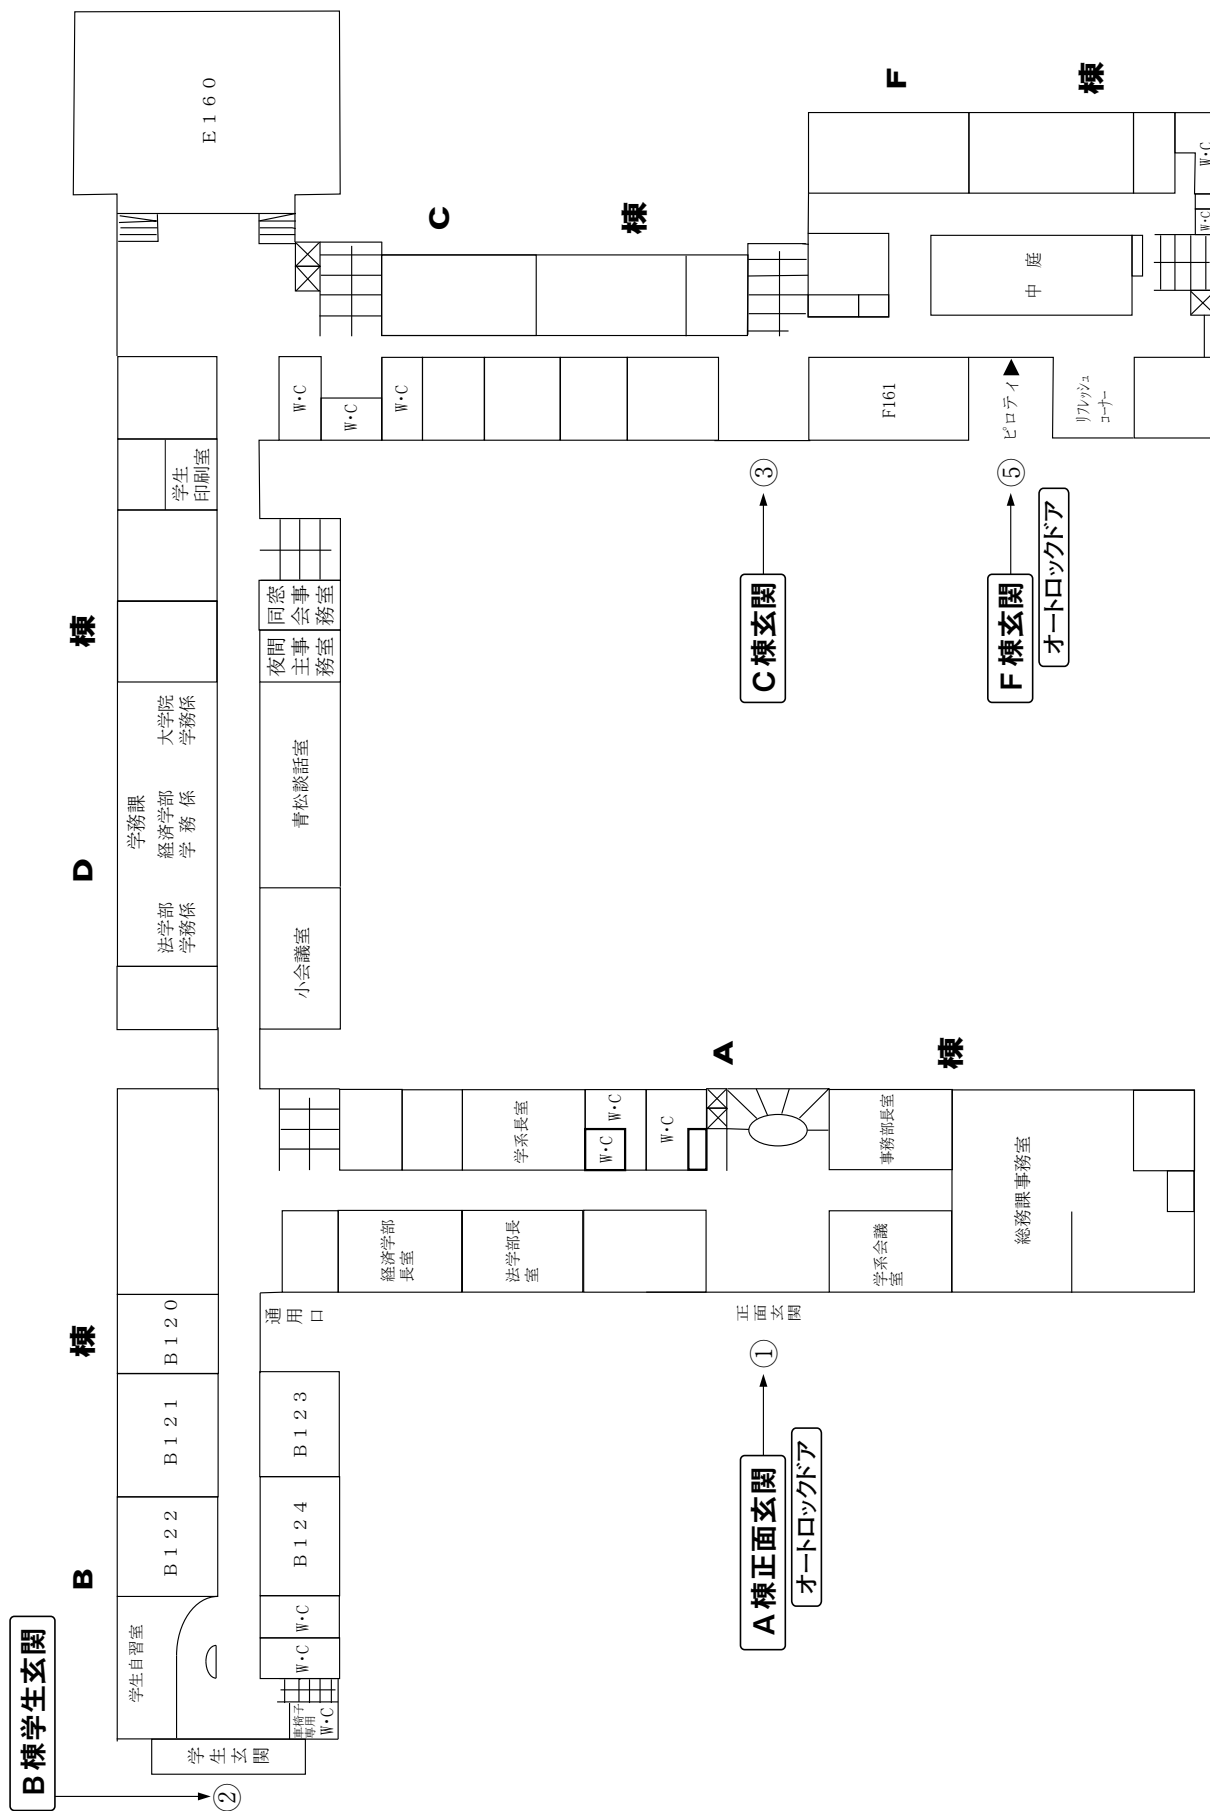 B棟学生玄関
②
学生
玄関
B 棟
学生自習室
B122
B121
B120
B124
B123
W・C
W・C
車椅子
専用
W・C
通用口
D 棟
学務課
法学部
学務係
経済学部
学務係
大学院
学務係
学生
印刷室
小会議室
青松談話室
夜間
主事
務室
同窓
会事
務室
E160
A 棟
経済学部
長室
法学部長
室
学系長室
W・C
W・C
W・C
正面玄関
①
A棟正面玄関
オートロックドア
学系会議
室
事務部長室
総務課事務室
C 棟
W・C
W・C
W・C
③
C棟玄関
F 棟
F161
ピロティ▲
⑤
F棟玄関
オートロックドア
リフレッシュ
コーナー
中 庭
W・C
W・C